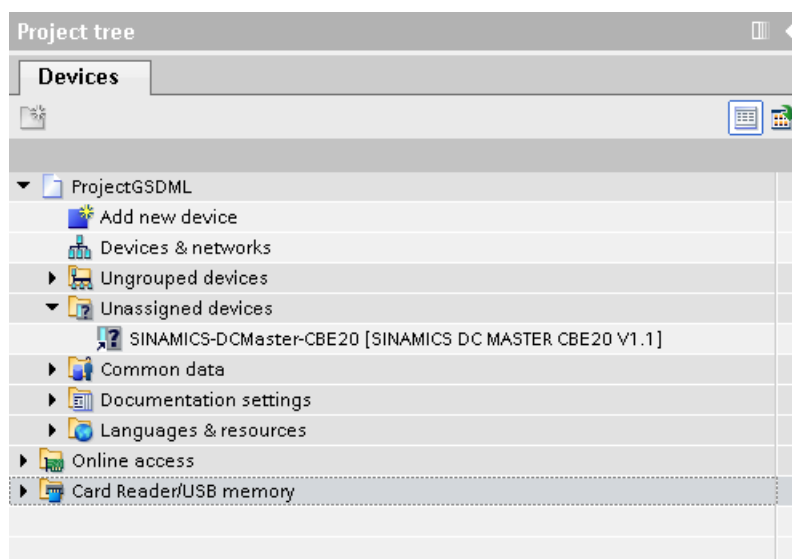 Project tree
Devices
ProjectGSDML
Add new device
Devices & networks
Ungrouped devices
Unassigned devices
SINAMICS-DCMaster-CBE20 [SINAMICS DC MASTER CBE20 V1.1]
Common data
Documentation settings
Languages & resources
Online access
Card Reader/USB memory